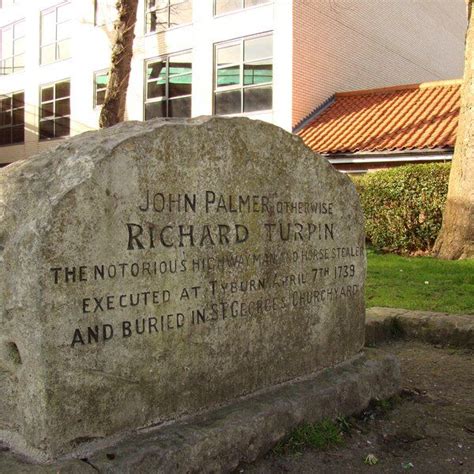 JOHN PALMER OTHERWISE
RICHARD TURPIN
THE NOTORIOUS HIGHWAYMAN AND HORSE STEALER
EXECUTED AT TYBURN APRIL 7TH 1739
AND BURIED IN ST GEORGE'S CHURCHYARD